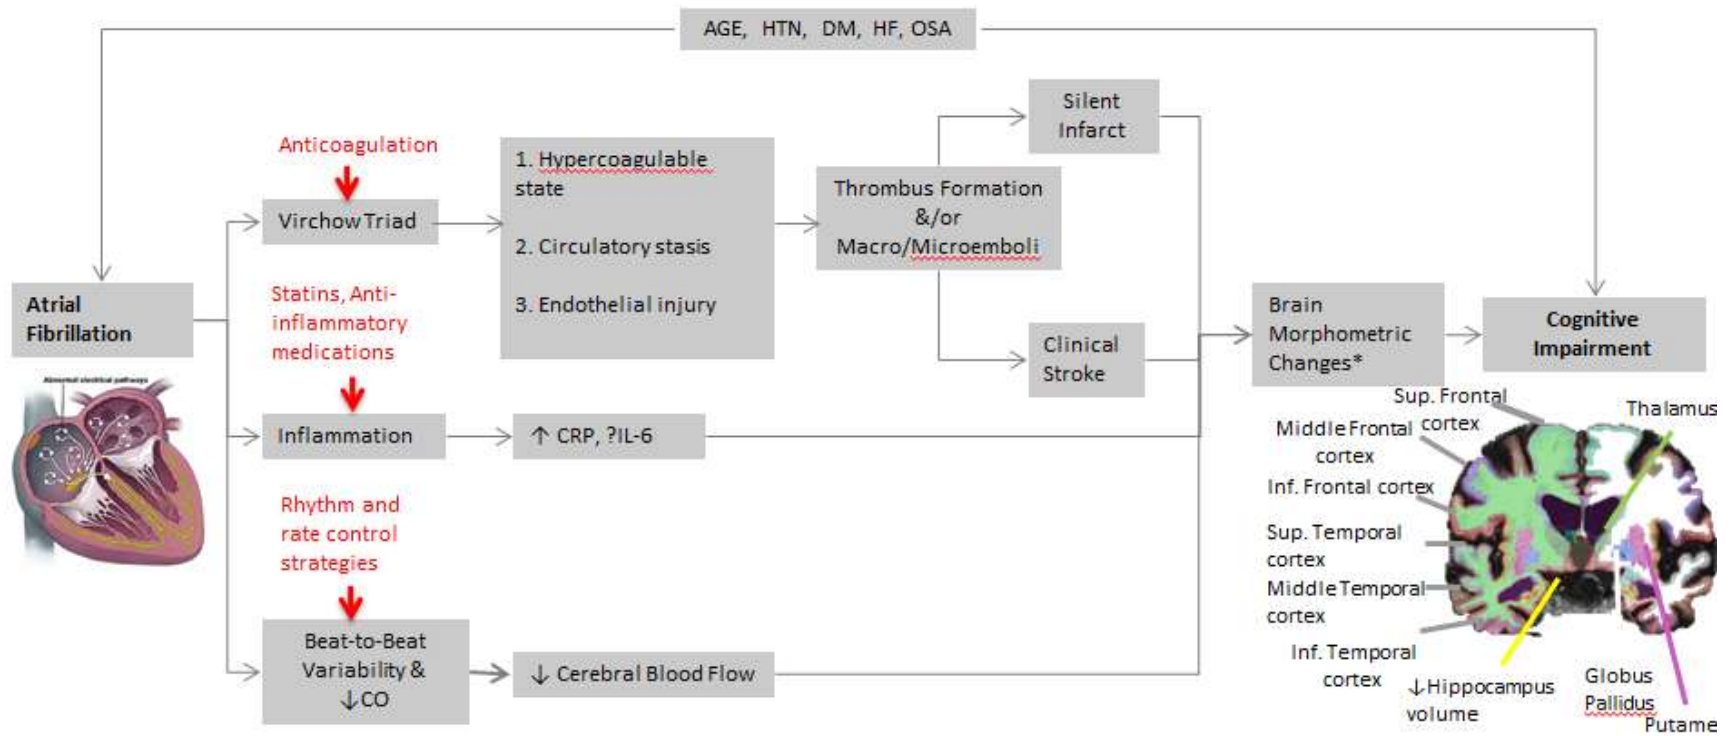 AGE, HTN, DM, HF, OSA
Silent
Infarct
Anticoagulation
1. Hypercoagulable
state
2. Circulatory stasis
3. Endothelial injury
Virchow Triad
Thrombus Formation
&/or
Macro/Microemboli
Atrial
Fibrillation
Statins, Anti-
inflammatory
medications
Clinical
Stroke
Brain
Morphometric
Changes*
Cognitive
Impairment
Abnormal electrical pathways
Inflammation
↑ CRP, ?IL-6
Rhythm and
rate control
strategies
Beat-to-Beat
Variability &
↓CO
↓ Cerebral Blood Flow
Sup. Frontal
cortex
Thalamus
Middle Frontal
cortex
Inf. Frontal cortex
Sup. Temporal
cortex
Middle Temporal
cortex
Inf. Temporal
cortex
↓Hippocampus
volume
Globus
Pallidus
Putame